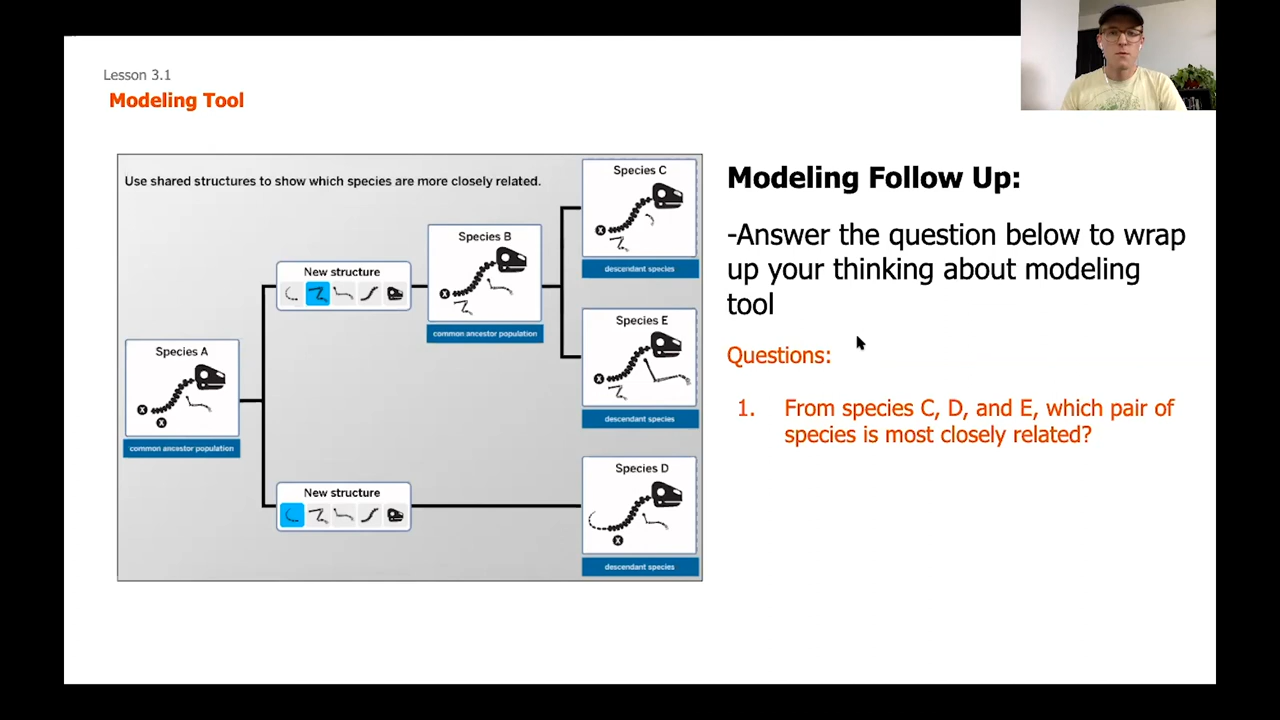 Lesson 3.1
Modeling Tool
Use shared structures to show which species are more closely related.
Species C
descendant species
Species B
X
common ancestor population
New structure
Species A
X
X
common ancestor population
X
Species E
X
descendant species
New structure
Species D
X
descendant species
Modeling Follow Up:
-Answer the question below to wrap
up your thinking about modeling
tool
Questions:
1. From species C, D, and E, which pair of
species is most closely related?